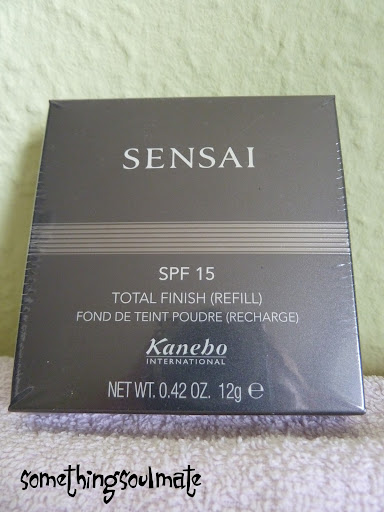 SENSAI
SPF 15
TOTAL FINISH (REFILL)
FOND DE TEINT POUDRE (RECHARGE)
Kanebo
INTERNATIONAL
NET WT. 0.42 OZ. 12g ℮
somethingsoulmate